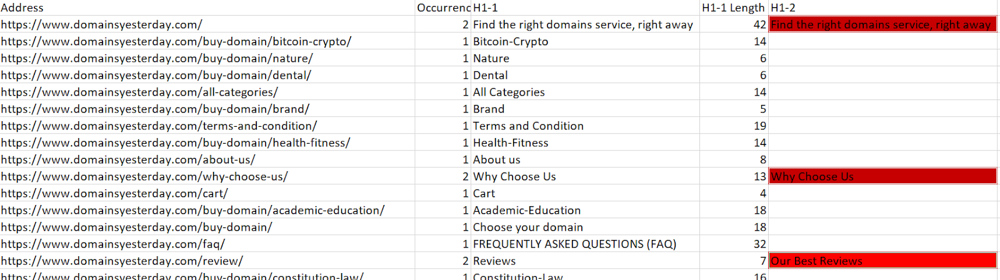 Address Occurrenc H1-1 H1-1 Length H1-2
https://www.domainsyesterday.com/ 2 Find the right domains service, right away 42 Find the right domains service, right away
https://www.domainsyesterday.com/buy-domain/bitcoin-crypto/ 1 Bitcoin-Crypto 14
https://www.domainsyesterday.com/buy-domain/nature/ 1 Nature 6
https://www.domainsyesterday.com/buy-domain/dental/ 1 Dental 6
https://www.domainsyesterday.com/all-categories/ 1 All Categories 14
https://www.domainsyesterday.com/buy-domain/brand/ 1 Brand 5
https://www.domainsyesterday.com/terms-and-condition/ 1 Terms and Condition 19
https://www.domainsyesterday.com/buy-domain/health-fitness/ 1 Health-Fitness 14
https://www.domainsyesterday.com/about-us/ 1 About us 8
https://www.domainsyesterday.com/why-choose-us/ 2 Why Choose Us 13 Why Choose Us
https://www.domainsyesterday.com/cart/ 1 Cart 4
https://www.domainsyesterday.com/buy-domain/academic-education/ 1 Academic-Education 18
https://www.domainsyesterday.com/buy-domain/ 1 Choose your domain 18
https://www.domainsyesterday.com/faq/ 1 FREQUENTLY ASKED QUESTIONS (FAQ) 32
https://www.domainsyesterday.com/review/ 2 Reviews 7 Our Best Reviews
https://www.domainsyesterday.com/buy-domain/constitution-law/ 1 Constitution-Law 16